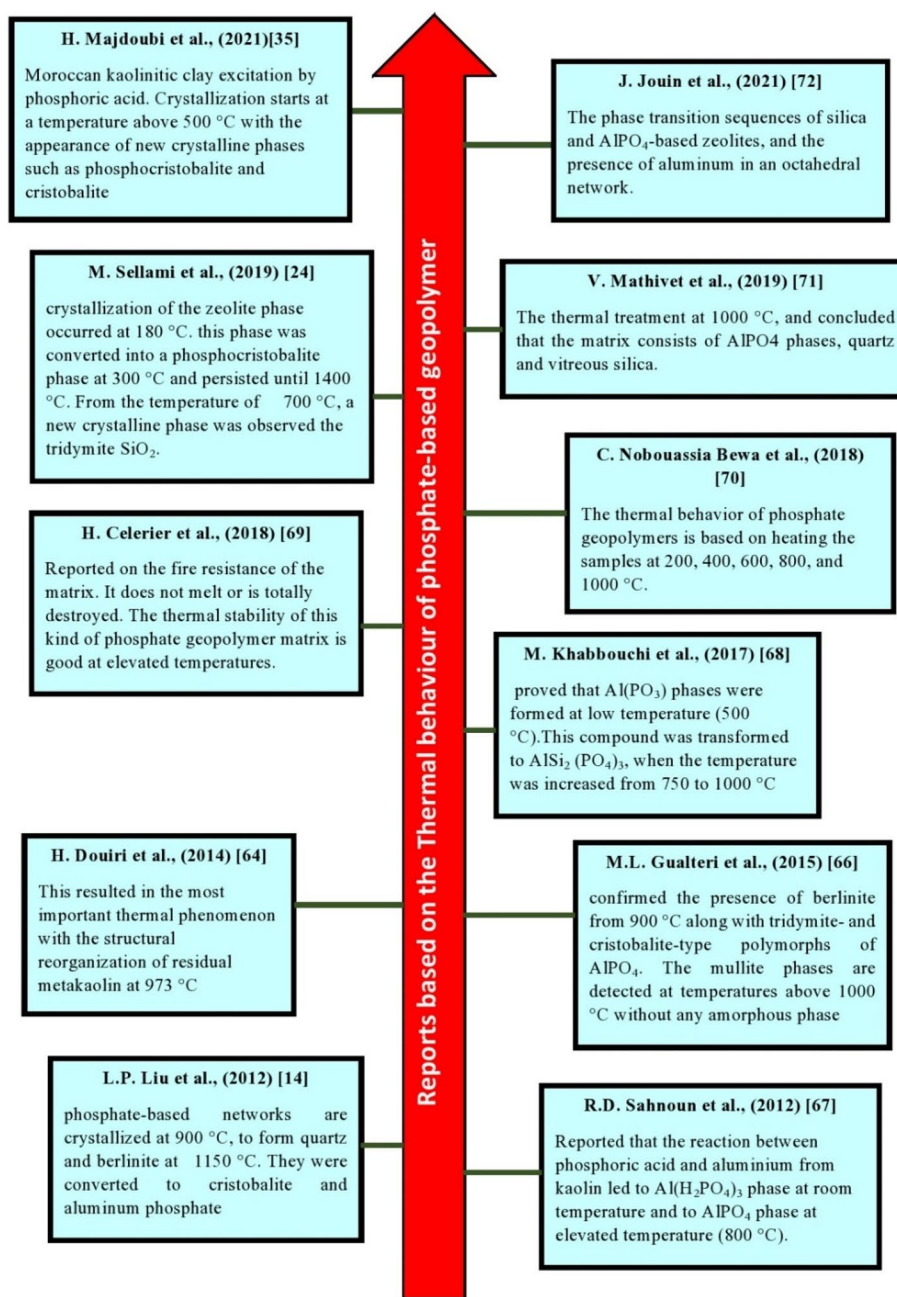 H. Majdoubi et al., (2021)[35]
Moroccan kaolinitic clay excitation by
phosphoric acid. Crystallization starts at
a temperature above 500 °C with the
appearance of new crystalline phases
such as phosphocristobalite and
cristobalite
J. Jouin et al., (2021) [72]
The phase transition sequences of silica
and AlPO₄-based zeolites, and the
presence of aluminum in an octahedral
network.
M. Sellami et al., (2019) [24]
crystallization of the zeolite phase
occurred at 180 °C. this phase was
converted into a phosphocristobalite
phase at 300 °C and persisted until 1400
°C. From the temperature of 700 °C, a
new crystalline phase was observed the
tridymite SiO₂.
V. Mathivet et al., (2019) [71]
The thermal treatment at 1000 °C, and concluded
that the matrix consists of AlPO4 phases, quartz
and vitreous silica.
C. Nobouassia Bewa et al., (2018)
[70]
The thermal behavior of phosphate
geopolymers is based on heating the
samples at 200, 400, 600, 800, and
1000 °C.
H. Celerier et al., (2018) [69]
Reported on the fire resistance of the
matrix. It does not melt or is totally
destroyed. The thermal stability of this
kind of phosphate geopolymer matrix is
good at elevated temperatures.
M. Khabbouchi et al., (2017) [68]
proved that Al(PO₃) phases were
formed at low temperature (500
°C).This compound was transformed
to AlSi₂ (PO₄)₃, when the temperature
was increased from 750 to 1000 °C
H. Douiri et al., (2014) [64]
This resulted in the most
important thermal phenomenon
with the structural
reorganization of residual
metakaolin at 973 °C
M.L. Gualteri et al., (2015) [66]
confirmed the presence of berlinite
from 900 °C along with tridymite- and
cristobalite-type polymorphs of
AlPO₄. The mullite phases are
detected at temperatures above 1000
°C without any amorphous phase
L.P. Liu et al., (2012) [14]
phosphate-based networks are
crystallized at 900 °C, to form quartz
and berlinite at 1150 °C. They were
converted to cristobalite and
aluminum phosphate
R.D. Sahnoun et al., (2012) [67]
Reported that the reaction between
phosphoric acid and aluminium from
kaolin led to Al(H₂PO₄)₃ phase at room
temperature and to AlPO₄ phase at
elevated temperature (800 °C).
Reports based on the Thermal behaviour of phosphate-based geopolymer